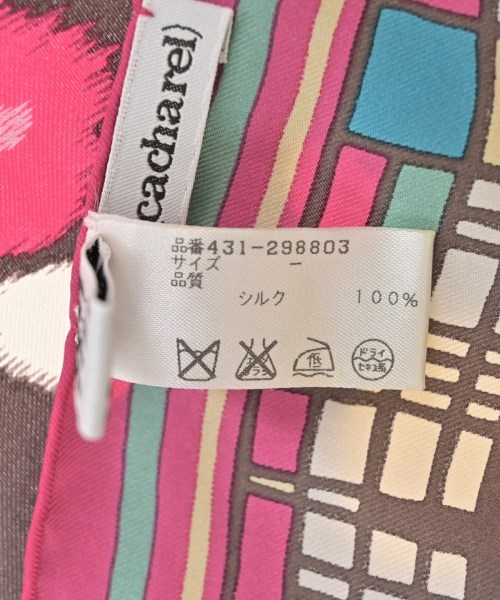 cacharel)
品番431-298803
サイズ －
品質
シルク 100%
低
ドライ
セキユ系